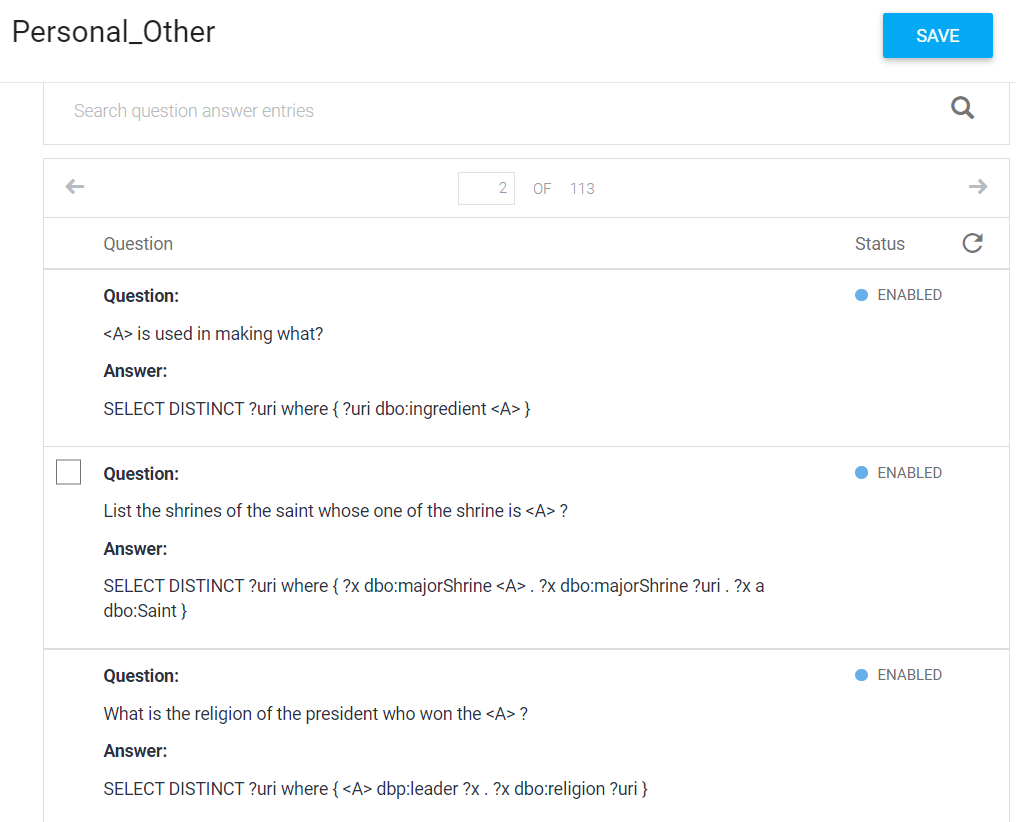 Personal_Other
SAVE
Search question answer entries
2 OF 113
Question Status
Question: ENABLED
<A> is used in making what?
Answer:
SELECT DISTINCT ?uri where { ?uri dbo:ingredient <A> }
Question: ENABLED
List the shrines of the saint whose one of the shrine is <A> ?
Answer:
SELECT DISTINCT ?uri where { ?x dbo:majorShrine <A> . ?x dbo:majorShrine ?uri . ?x a
dbo:Saint }
Question: ENABLED
What is the religion of the president who won the <A> ?
Answer:
SELECT DISTINCT ?uri where { <A> dbp:leader ?x . ?x dbo:religion ?uri }